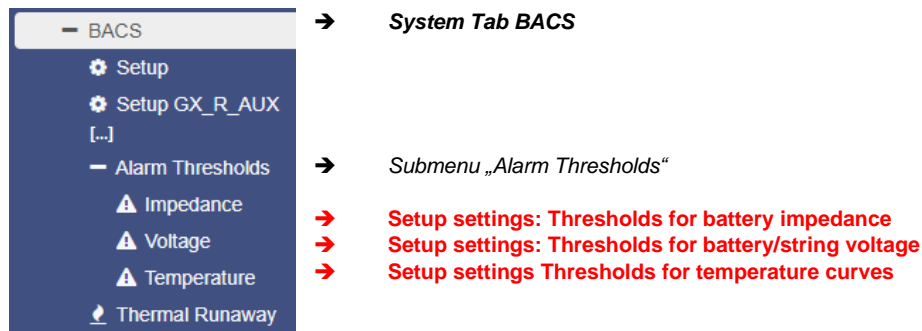 BACS ➔ System Tab BACS
Setup
Setup GX_R_AUX
[...]
Alarm Thresholds ➔ Submenu „Alarm Thresholds“
Impedance ➔ Setup settings: Thresholds for battery impedance
Voltage ➔ Setup settings: Thresholds for battery/string voltage
Temperature ➔ Setup settings Thresholds for temperature curves
Thermal Runaway